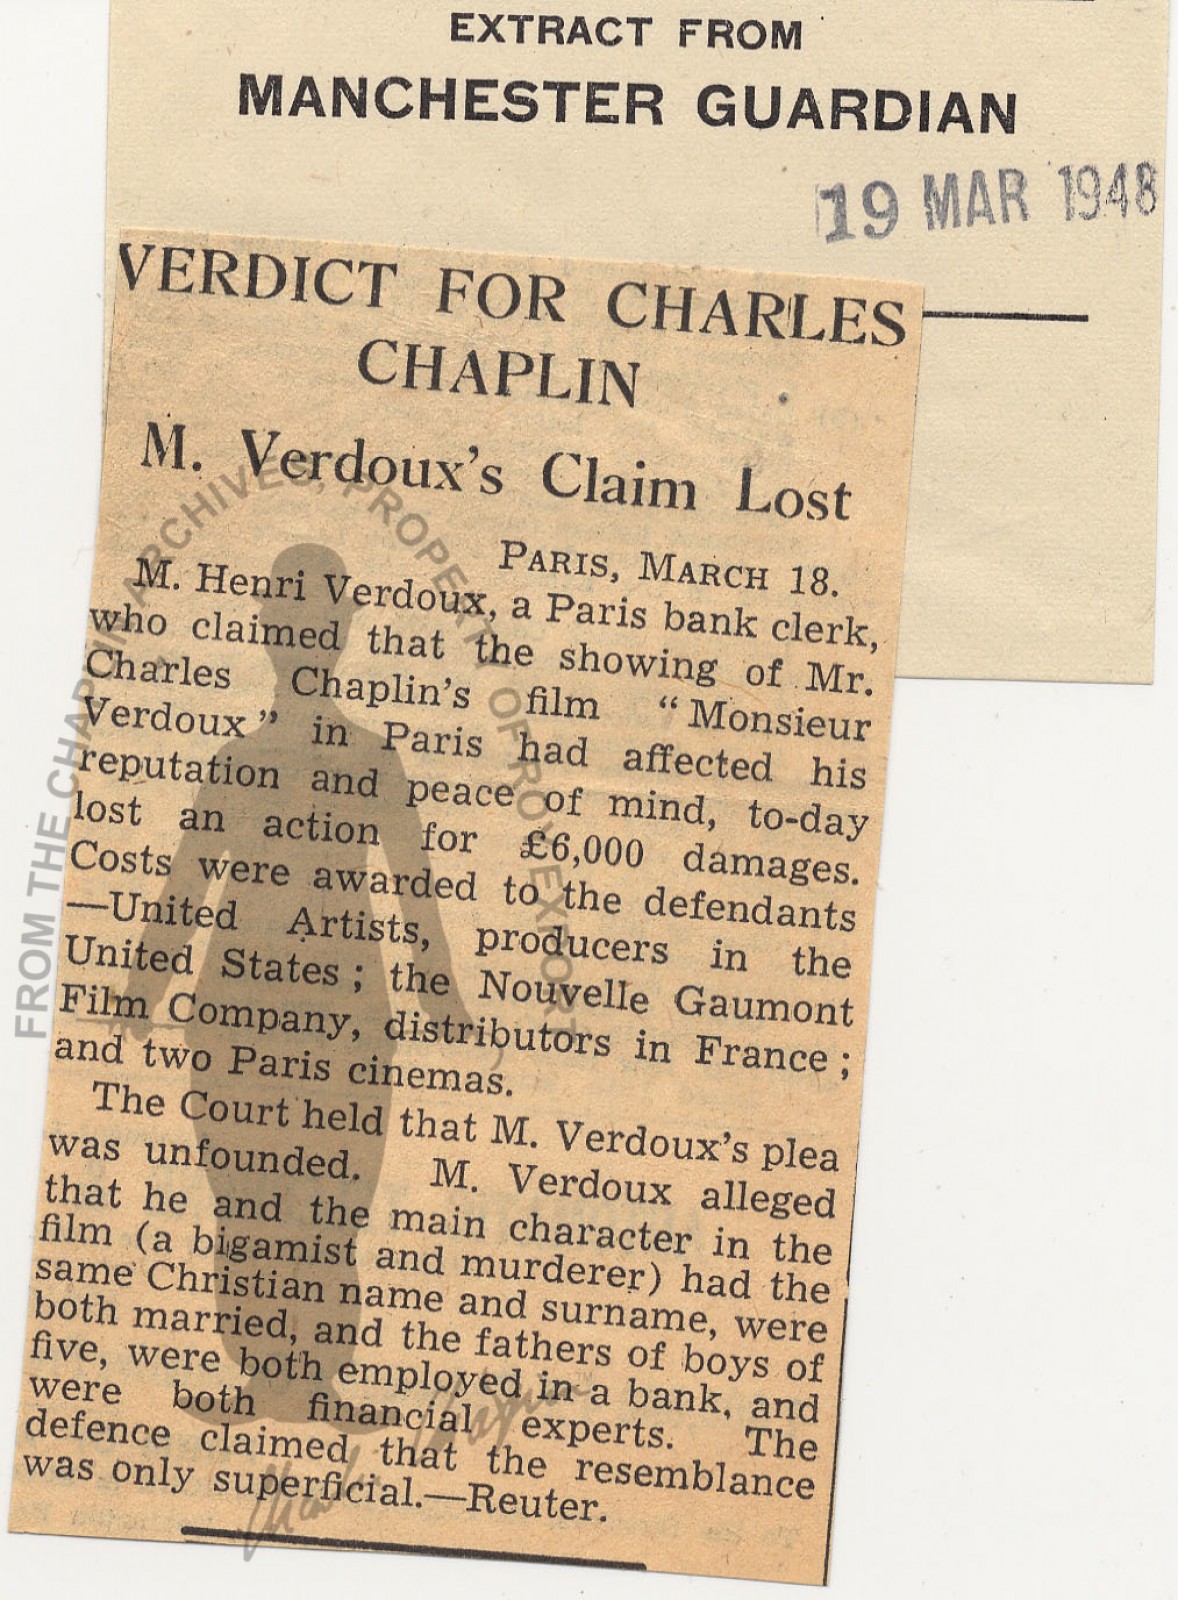 EXTRACT FROM
MANCHESTER GUARDIAN
19 MAR 1948
VERDICT FOR CHARLES
CHAPLIN
M. Verdoux's Claim Lost
PARIS, MARCH 18.
M. Henri Verdoux, a Paris bank clerk,
who claimed that the showing of Mr.
Charles Chaplin's film “Monsieur
Verdoux” in Paris had affected his
reputation and peace of mind, to-day
lost an action for £6,000 damages.
Costs were awarded to the defendants
—United Artists, producers in the
United States; the Nouvelle Gaumont
Film Company, distributors in France;
and two Paris cinemas.
The Court held that M. Verdoux's plea
was unfounded. M. Verdoux alleged
that he and the main character in the
film (a bigamist and murderer) had the
same Christian name and surname, were
both married, and the fathers of boys of
five, were both employed in a bank, and
were both financial experts. The
defence claimed that the resemblance
was only superficial.—Reuter.
FROM THE CHAPLIN ARCHIVES, PROPERTY OF ROY EXPORT
Charlie Chaplin